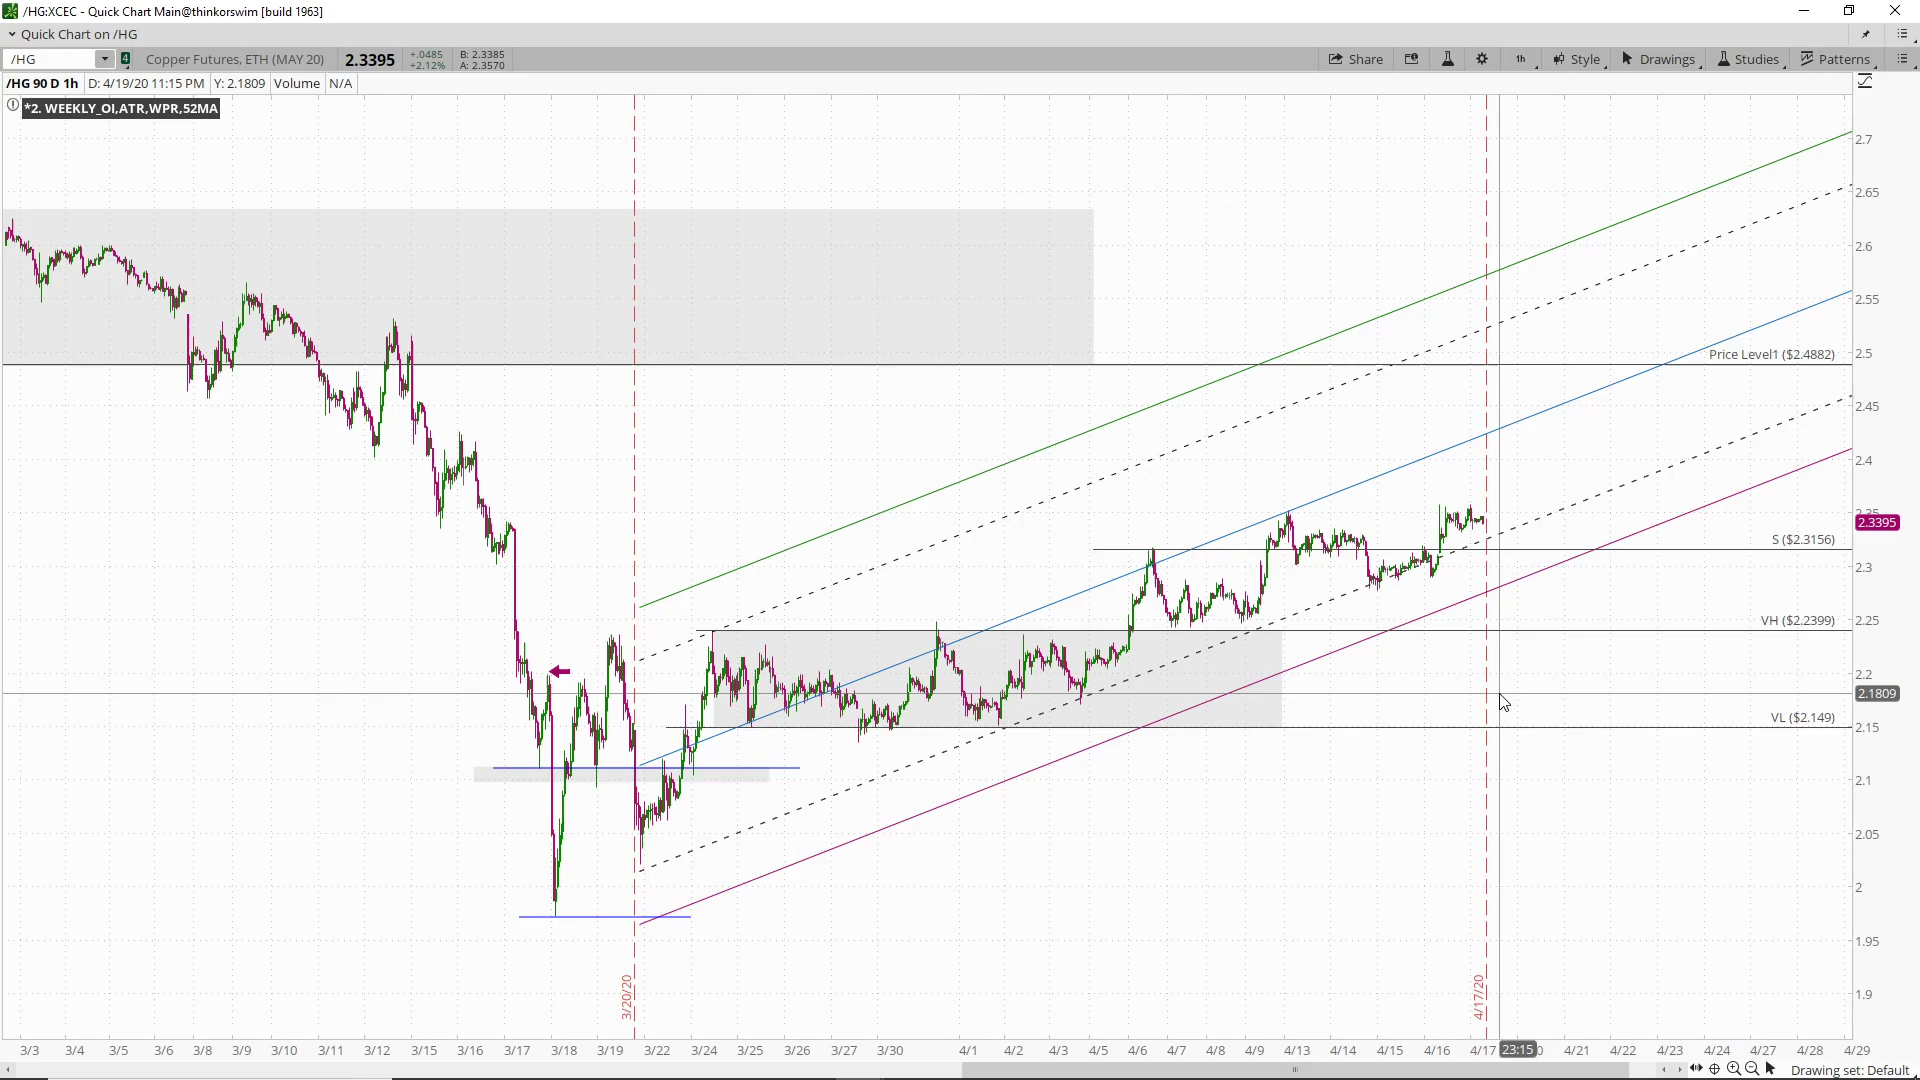 /HG:XCEC - Quick Chart Main@thinkorswim [build 1963]
Quick Chart on /HG
/HG 4 Copper Futures, ETH (MAY 20) 2.3395 +.0485 +2.12% B: 2.3385 A: 2.3570 Share 1h Style Drawings Studies Patterns
/HG 90 D 1h D: 4/19/20 11:15 PM Y: 2.1809 Volume N/A
*2. WEEKLY_OI,ATR,WPR,52MA
2.7
2.65
2.6
2.55
Price Level1 ($2.4882) 2.5
2.45
2.4
2.35
2.3395
S ($2.3156)
2.3
VH ($2.2399) 2.25
2.2
2.1809
VL ($2.149) 2.15
2.1
2.05
2
1.95
1.9
3/20/20
4/17/20
3/3 3/4 3/5 3/6 3/8 3/9 3/10 3/11 3/12 3/15 3/16 3/17 3/18 3/19 3/22 3/24 3/25 3/26 3/27 3/30 4/1 4/2 4/3 4/5 4/6 4/7 4/8 4/9 4/13 4/14 4/15 4/16 4/17 23:15 4/21 4/22 4/23 4/24 4/27 4/28 4/29
Drawing set: Default